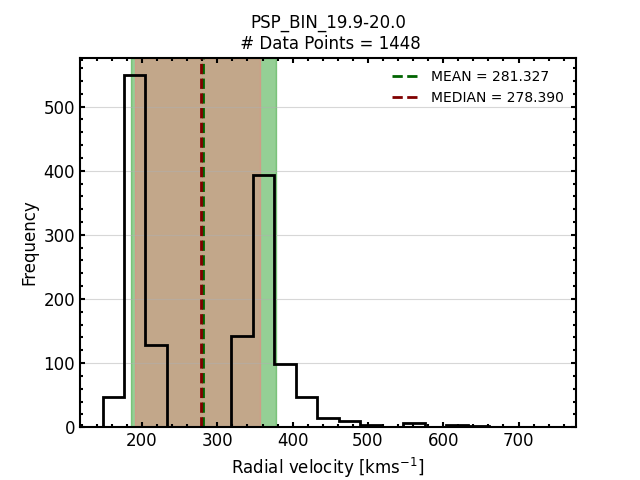 PSP_BIN_19.9-20.0
# Data Points = 1448
MEAN = 281.327
MEDIAN = 278.390
Frequency
500
400
300
200
100
0
200 300 400 500 600 700
Radial velocity [kms⁻¹]